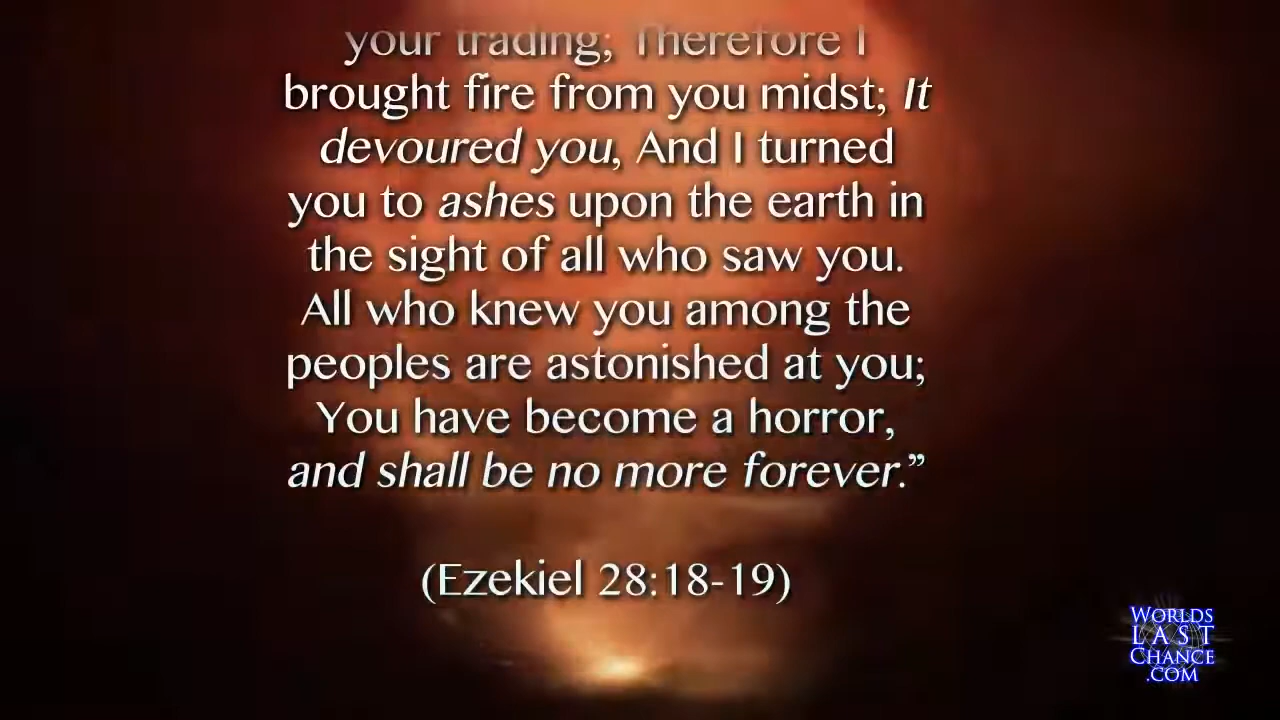 your trading; Therefore I
brought fire from you midst; It
devoured you, And I turned
you to ashes upon the earth in
the sight of all who saw you.
All who knew you among the
peoples are astonished at you;
You have become a horror,
and shall be no more forever.”
(Ezekiel 28:18-19)
WORLDS
LAST
CHANCE
.COM